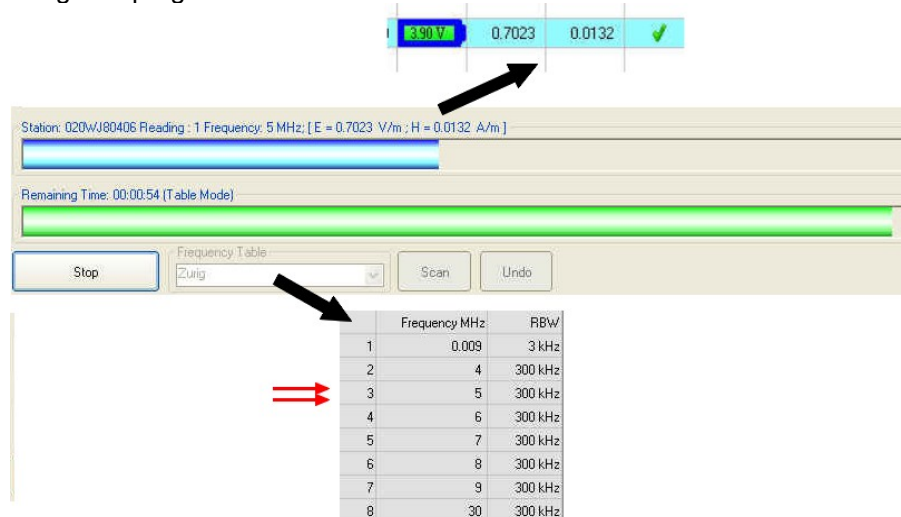 3.90 V 0.7023 0.0132
Station: 020WJ80406 Reading : 1 Frequency: 5 MHz; [ E = 0.7023 V/m ; H = 0.0132 A/m ]
Remaining Time: 00:00:54 (Table Mode)
Frequency Table
Stop Zurig Scan Undo
Frequency MHz RBW
1 0.009 3 kHz
2 4 300 kHz
3 5 300 kHz
4 6 300 kHz
5 7 300 kHz
6 8 300 kHz
7 9 300 kHz
8 30 300 kHz